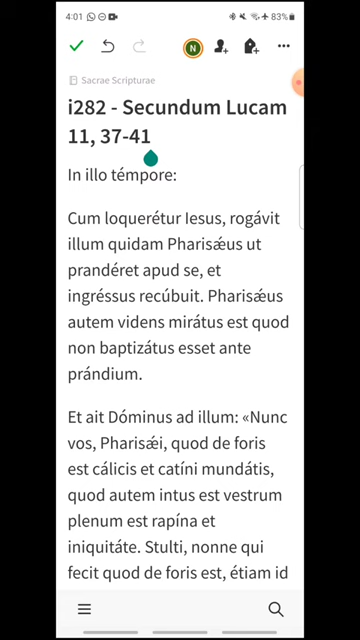 4:01
83%
N
Sacrae Scripturae
i282 - Secundum Lucam
11, 37-41
In illo témpore:
Cum loquerétur Iesus, rogávit
illum quidam Pharisǽus ut
prandéret apud se, et
ingréssus recúbuit. Pharisǽus
autem videns mirátus est quod
non baptizátus esset ante
prándium.
Et ait Dóminus ad illum: «Nunc
vos, Pharisǽi, quod de foris
est cálicis et catíni mundátis,
quod autem intus est vestrum
plenum est rapína et
iniquitáte. Stulti, nonne qui
fecit quod de foris est, étiam id